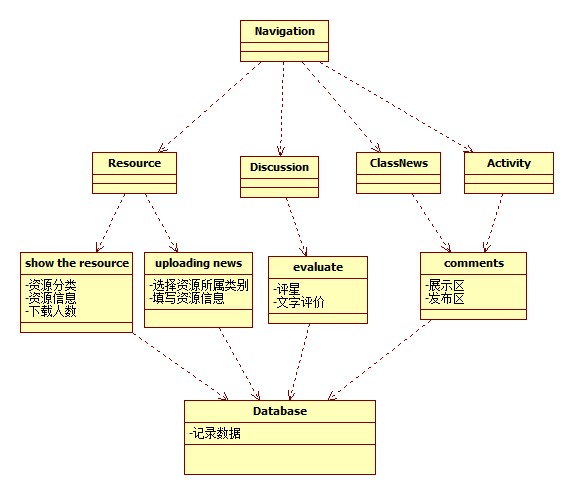 Navigation
Resource
Discussion
ClassNews
Activity
show the resource
-资源分类
-资源信息
-下载人数
uploading news
-选择资源所属类别
-填写资源信息
evaluate
-评星
-文字评价
comments
-展示区
-发布区
Database
-记录数据